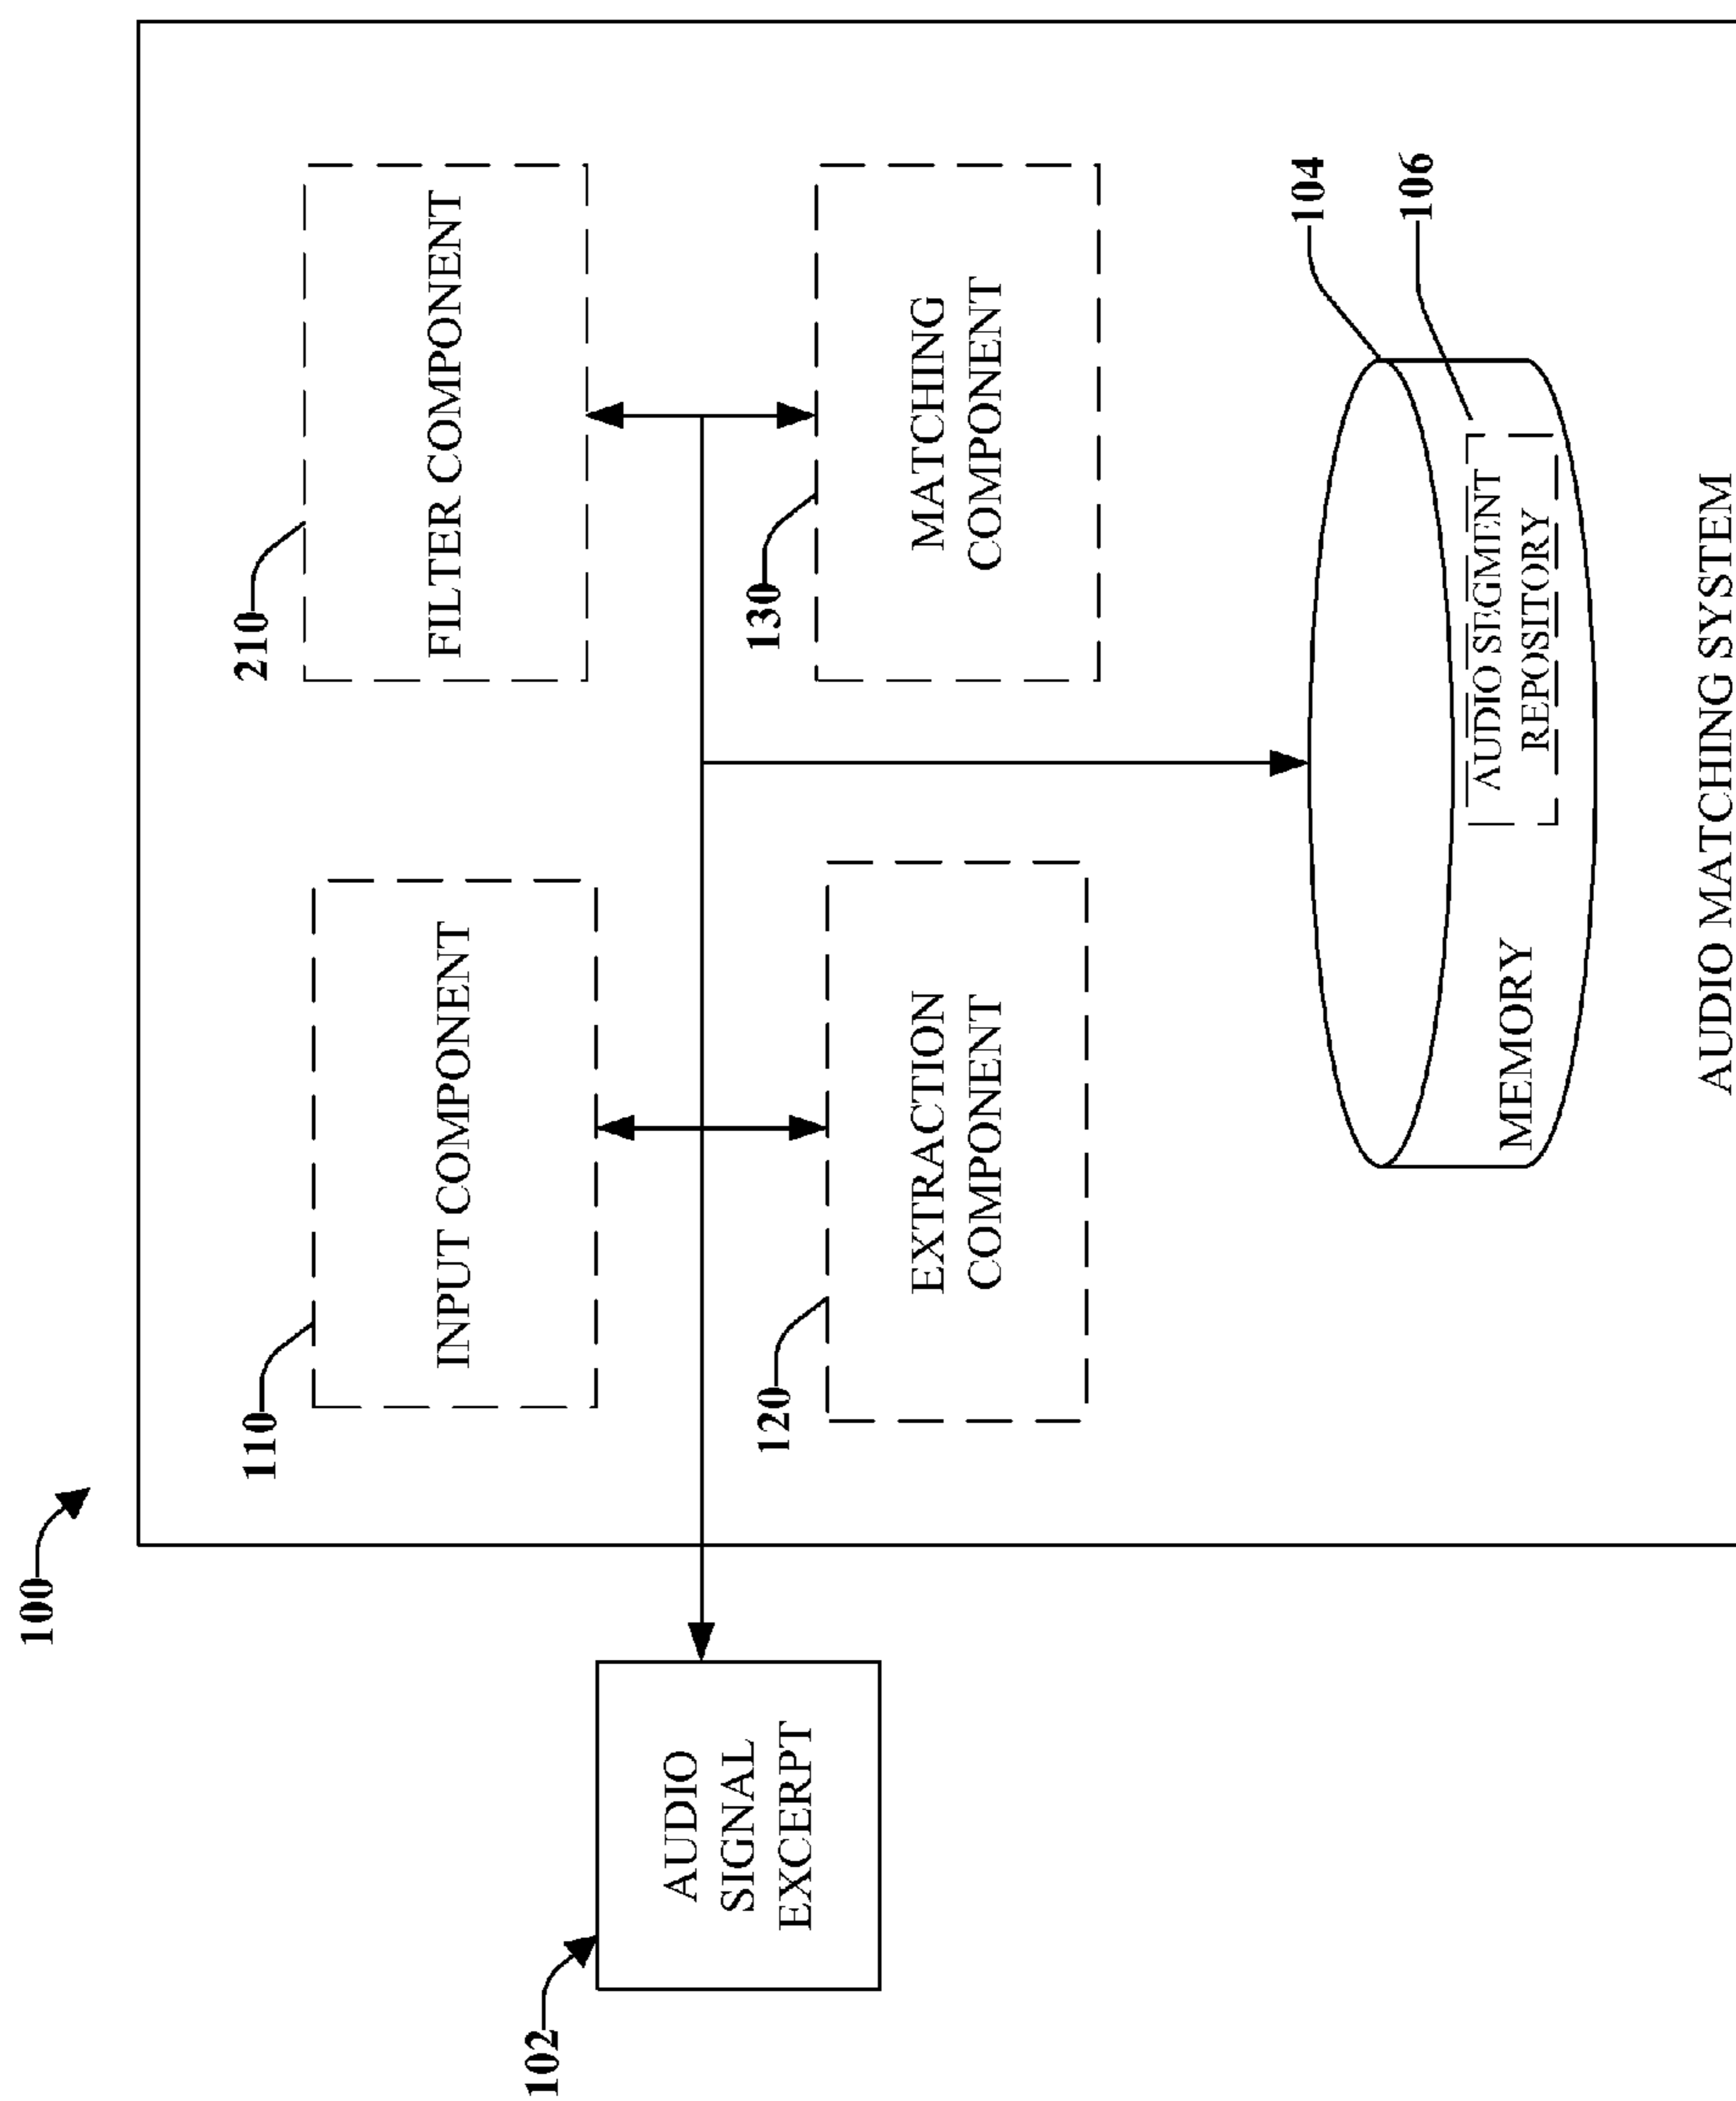 100
102
AUDIO
SIGNAL
EXCERPT
110
INPUT COMPONENT
210
FILTER COMPONENT
120
EXTRACTION
COMPONENT
130
MATCHING
COMPONENT
104
106
MEMORY
AUDIO SEGMENT
REPOSITORY
AUDIO MATCHING SYSTEM